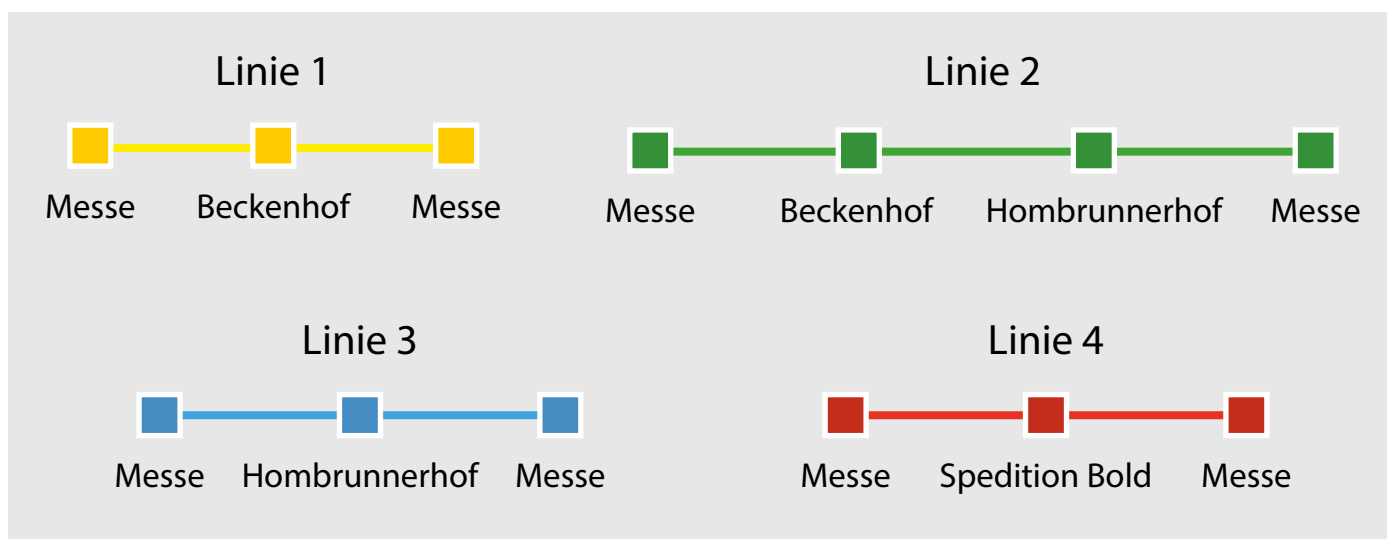 Linie 1
Messe Beckenhof Messe
Linie 2
Messe Beckenhof Hombrunnerhof Messe
Linie 3
Messe Hombrunnerhof Messe
Linie 4
Messe Spedition Bold Messe